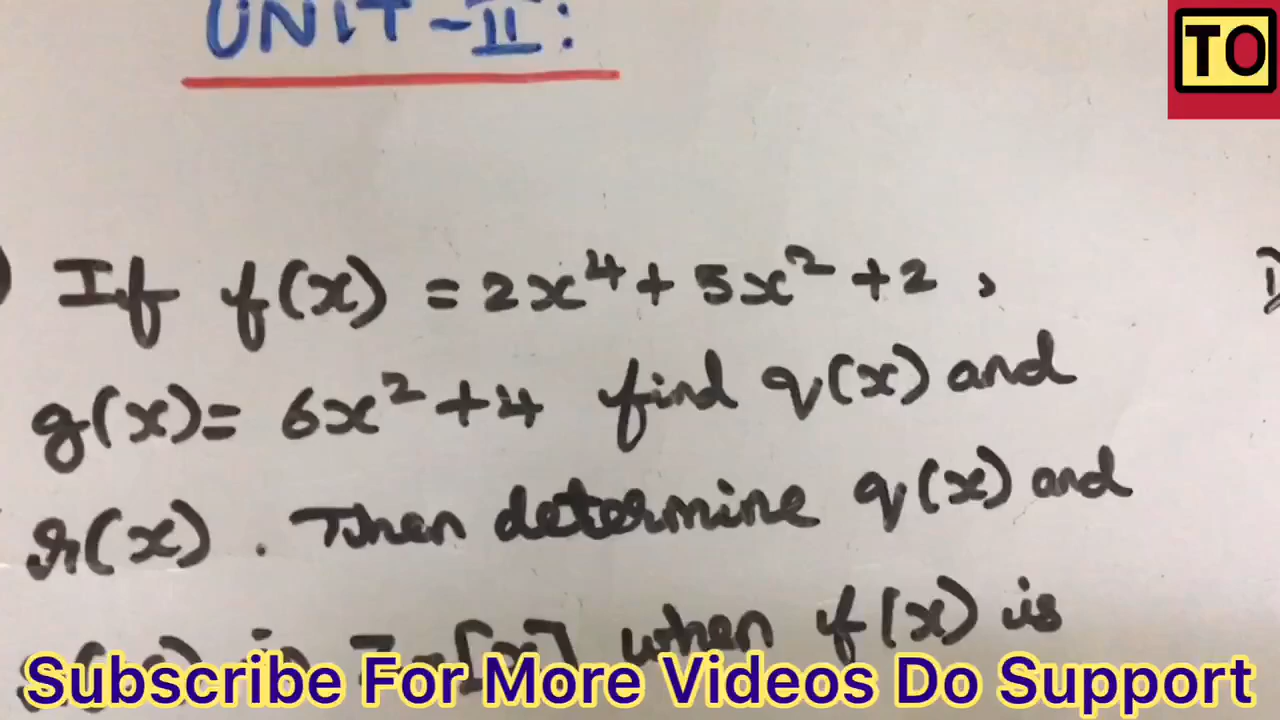 UNIT-II:
TO
) If f(x) = 2x⁴ + 5x² + 2 ,
g(x) = 6x² + 4 find q(x) and
r(x) . Then determine q(x) and
in [x] when f(x) is
Subscribe For More Videos Do Support